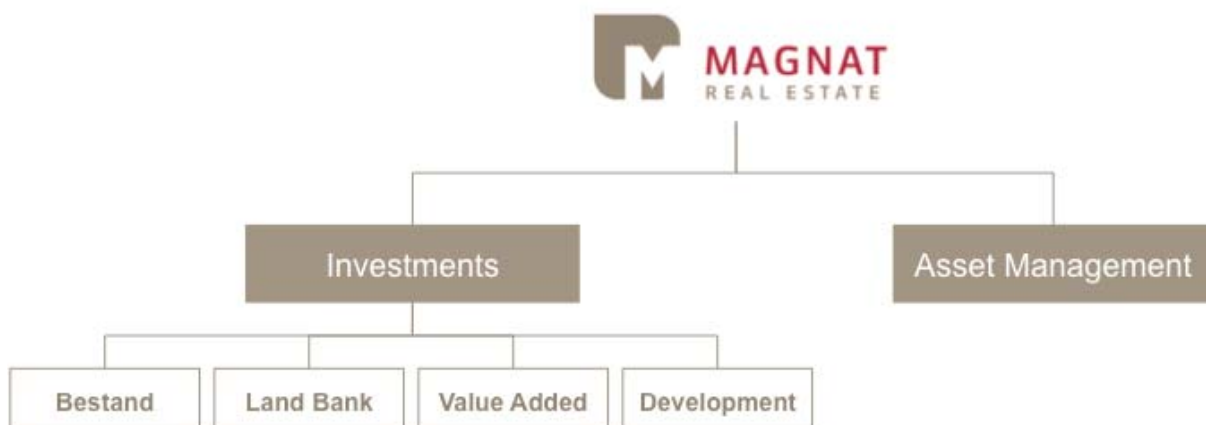 MAGNAT
REAL ESTATE
Investments
Asset Management
Bestand
Land Bank
Value Added
Development